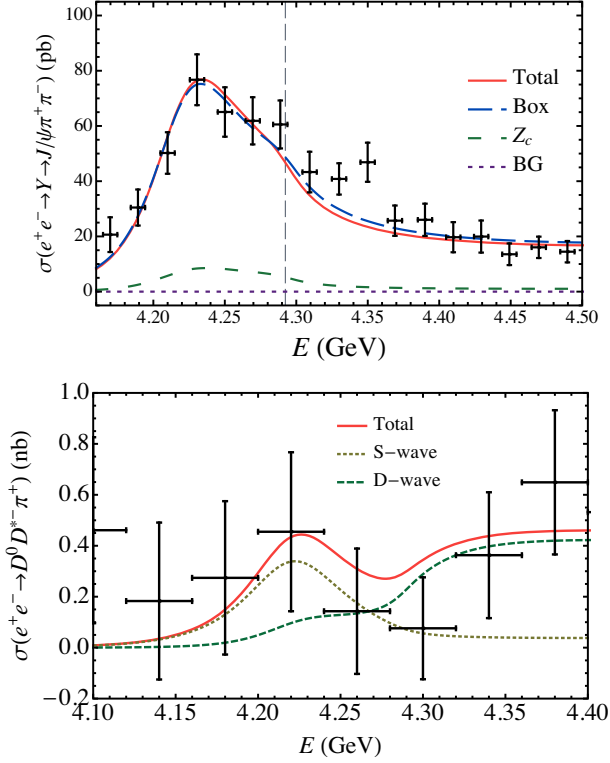 σ(e⁺e⁻→Y→J/ψπ⁺π⁻) (pb)
100
80
60
40
20
0
Total
Box
Z_c
BG
4.20 4.25 4.30 4.35 4.40 4.45 4.50
E (GeV)
σ(e⁺e⁻→D⁰D*⁻π⁺) (nb)
1.0
0.8
0.6
0.4
0.2
0.0
−0.2
Total
S−wave
D−wave
4.10 4.15 4.20 4.25 4.30 4.35 4.40
E (GeV)